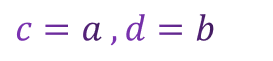 c = a , d = b